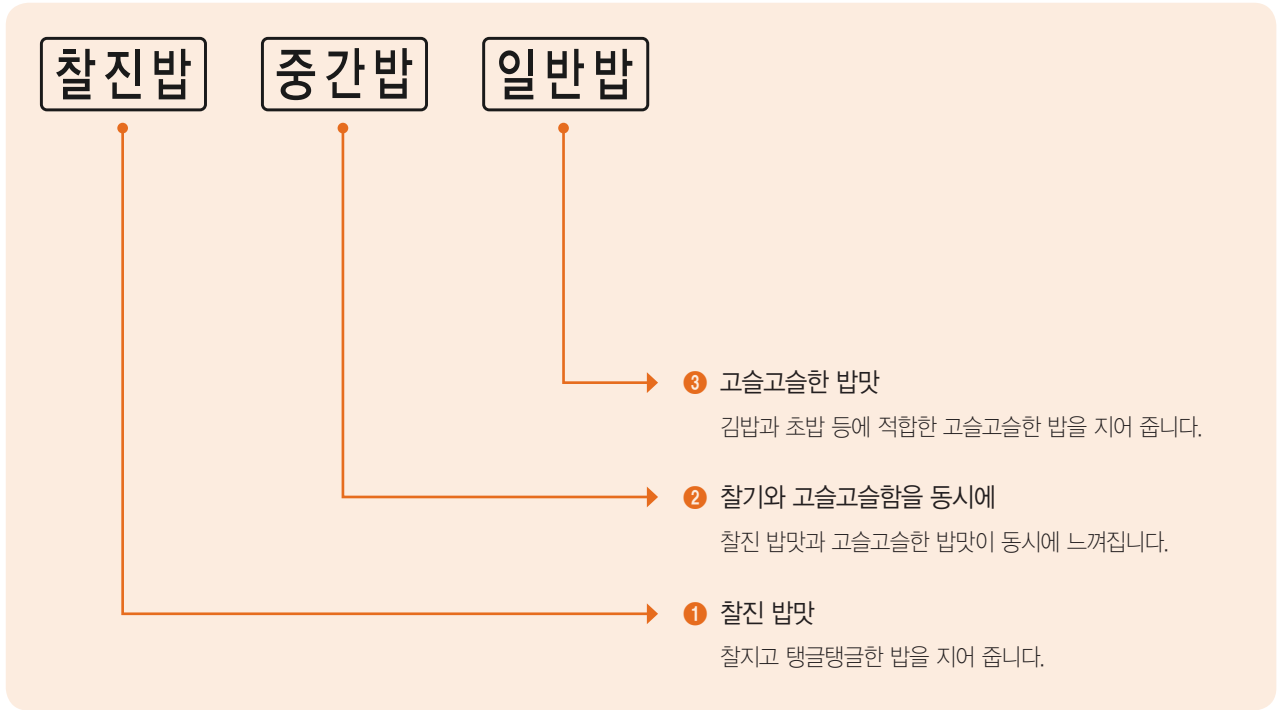 찰진밥 중간밥 일반밥
❸ 고슬고슬한 밥맛
김밥과 초밥 등에 적합한 고슬고슬한 밥을 지어 줍니다.
❷ 찰기와 고슬고슬함을 동시에
찰진 밥맛과 고슬고슬한 밥맛이 동시에 느껴집니다.
❶ 찰진 밥맛
찰지고 탱글탱글한 밥을 지어 줍니다.